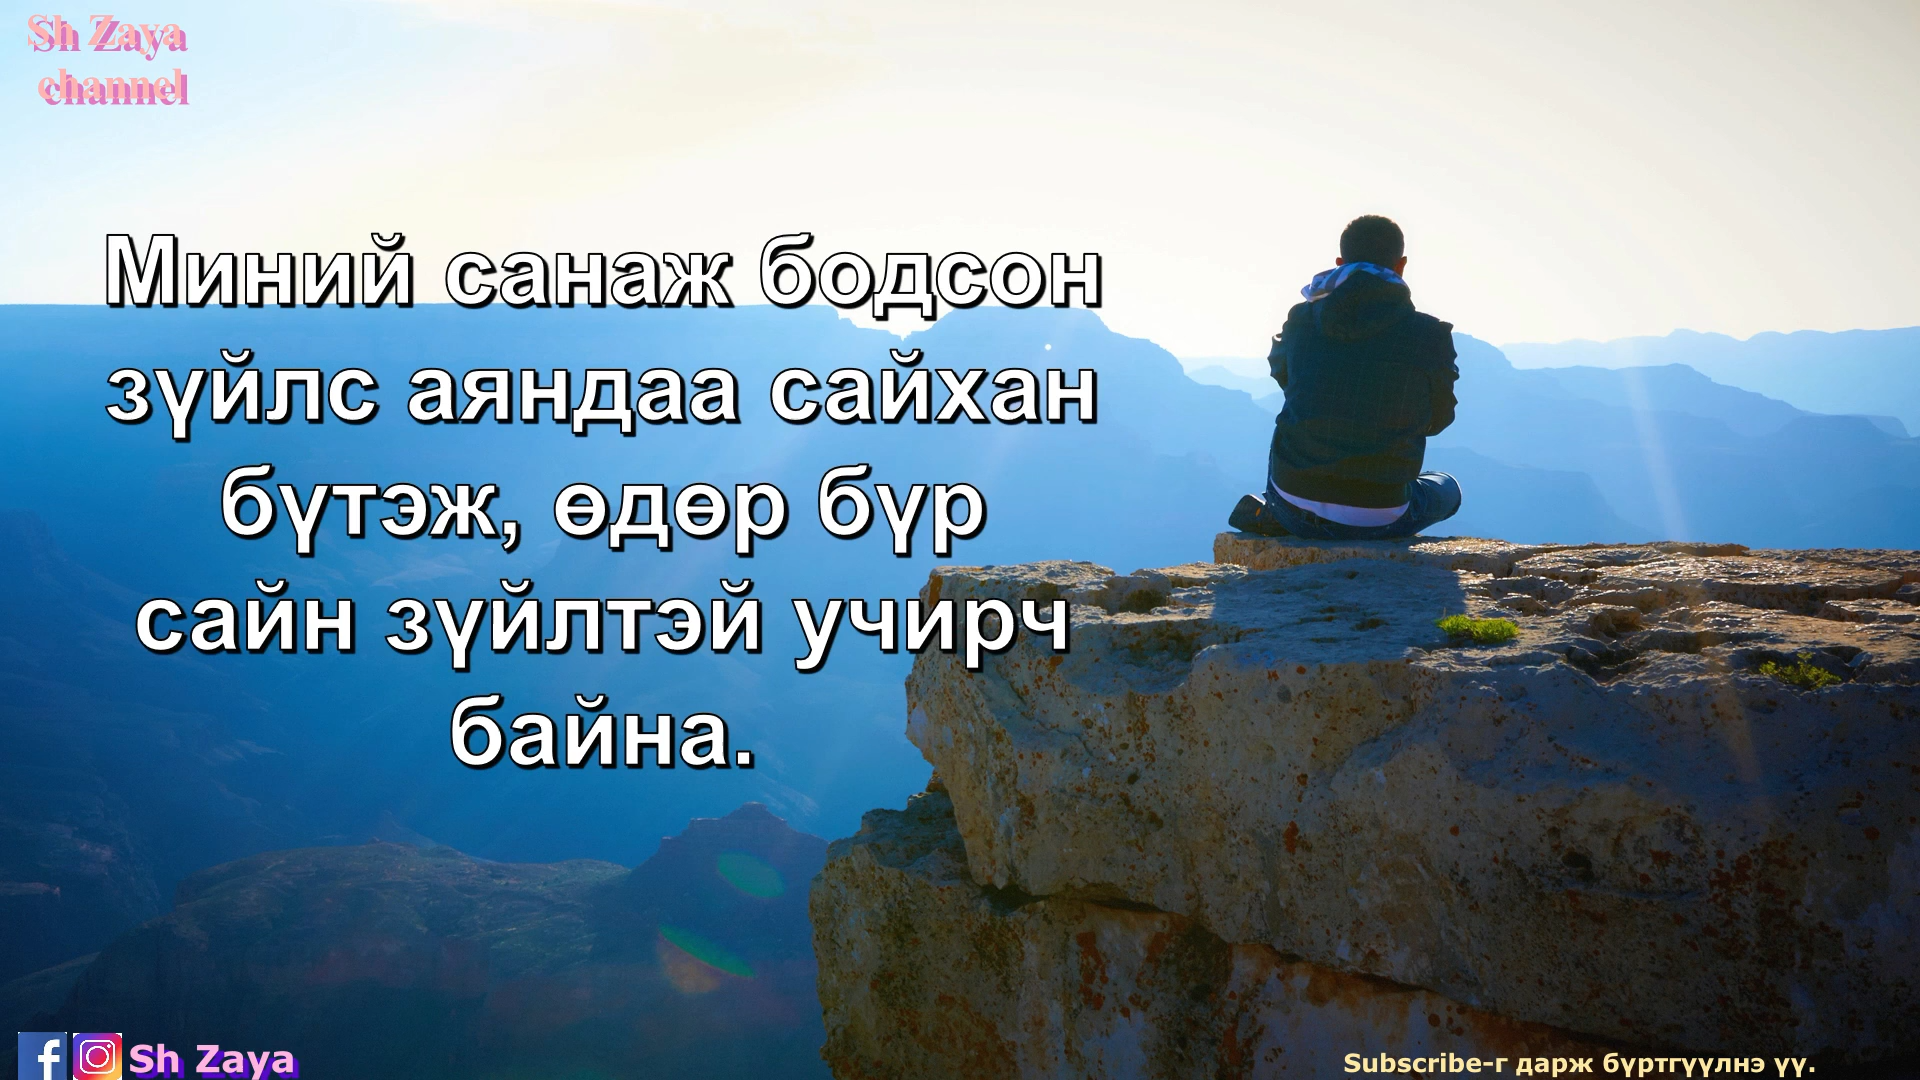 Sh Zaya
channel
Миний санаж бодсон
зүйлс аяндаа сайхан
бүтэж, өдөр бүр
сайн зүйлтэй учирч
байна.
Sh Zaya
Subscribe-г дарж бүртгүүлнэ үү.